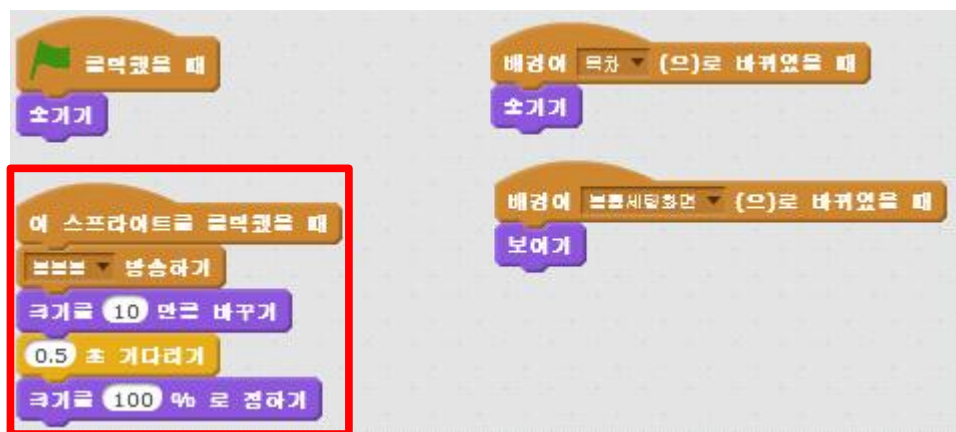 클릭했을 때
숨기기
이 스프라이트를 클릭했을 때
방송하기
크기를 10 만큼 바꾸기
0.5 초 기다리기
크기를 100 % 로 정하기
배경이 목차 (으)로 바뀌었을 때
숨기기
배경이 (으)로 바뀌었을 때
보이기